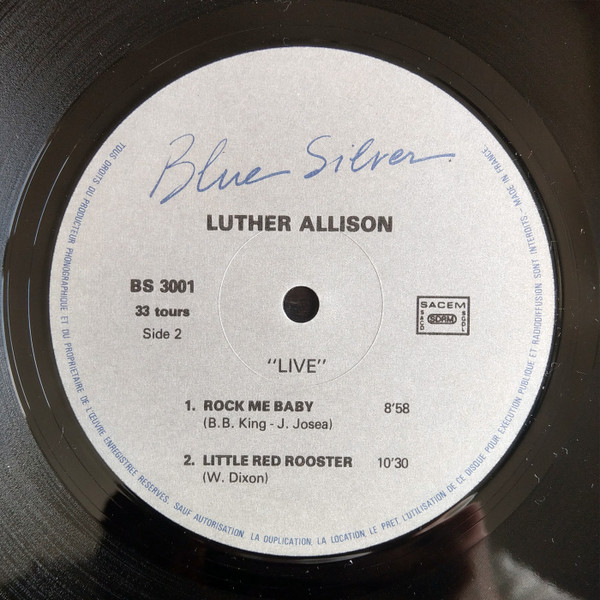 Blue Silver
LUTHER ALLISON
BS 3001
33 tours
Side 2
SACEM
SACD
SDRM
SGDL
"LIVE"
1. ROCK ME BABY 8'58
(B.B. King - J. Josea)
2. LITTLE RED ROOSTER 10'30
(W. Dixon)
TOUS DROITS DU PRODUCTEUR PHONOGRAPHIQUE ET DU PROPRIETAIRE DE L'ŒUVRE ENREGISTREE RESERVES. SAUF AUTORISATION. LA DUPLICATION, LA LOCATION, LE PRET, L'UTILISATION DE CE DISQUE POUR EXECUTION PUBLIQUE ET RADIODIFFUSION SONT INTERDITS. - MADE IN FRANCE.